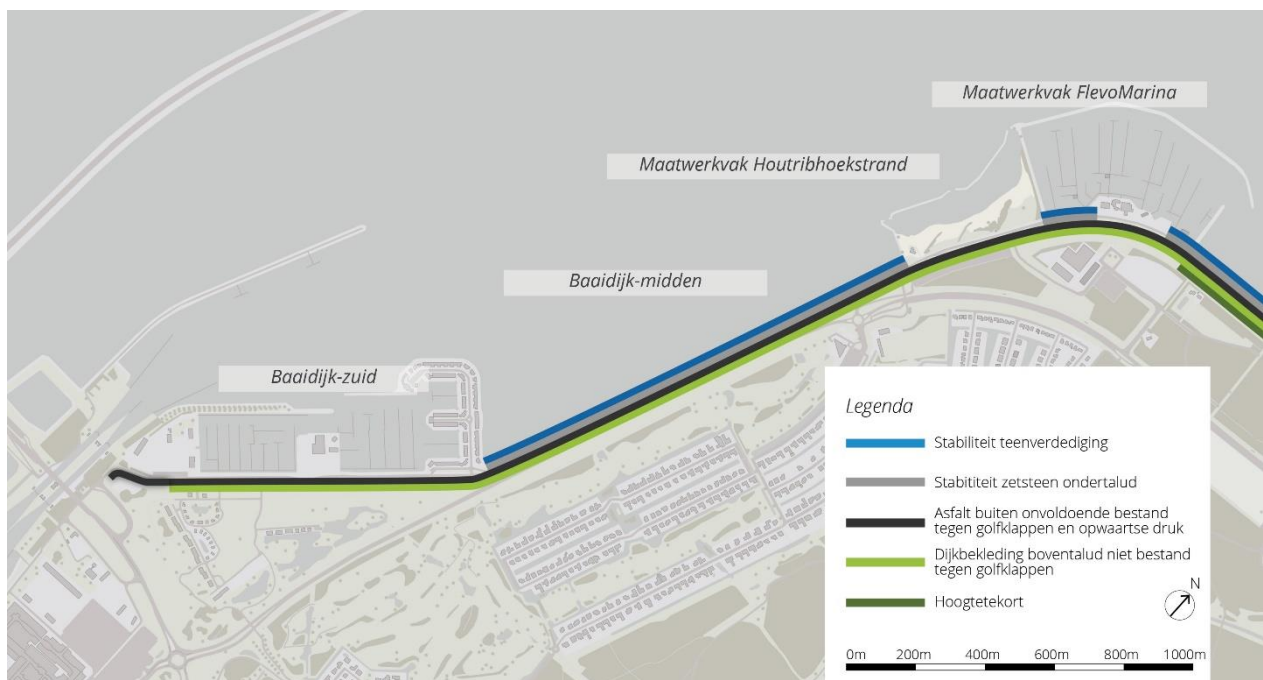 Maatwerkvak FlevoMarina
Maatwerkvak Houtribhoekstrand
Baaidijk-midden
Baaidijk-zuid
Legenda
Stabiliteit teenverdediging
Stabititeit zetsteen ondertalud
Asfalt buiten onvoldoende bestand
tegen golfklappen en opwaartse druk
Dijkbekleding boventalud niet bestand
tegen golfklappen
Hoogtetekort
N
0m 200m 400m 600m 800m 1000m